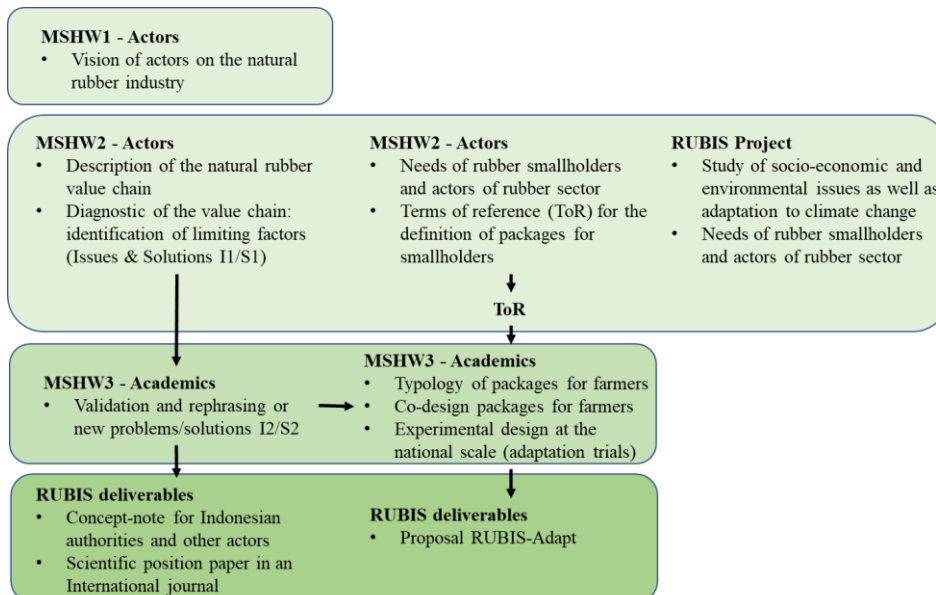 MSHW1 - Actors
• Vision of actors on the natural
rubber industry
MSHW2 - Actors
• Description of the natural rubber
value chain
• Diagnostic of the value chain:
identification of limiting factors
(Issues & Solutions I1/S1)
MSHW2 - Actors
• Needs of rubber smallholders
and actors of rubber sector
• Terms of reference (ToR) for the
definition of packages for
smallholders
ToR
RUBIS Project
• Study of socio-economic and
environmental issues as well as
adaptation to climate change
• Needs of rubber smallholders
and actors of rubber sector
MSHW3 - Academics
• Validation and rephrasing or
new problems/solutions I2/S2
MSHW3 - Academics
• Typology of packages for farmers
• Co-design packages for farmers
• Experimental design at the
national scale (adaptation trials)
RUBIS deliverables
• Concept-note for Indonesian
authorities and other actors
• Scientific position paper in an
International journal
RUBIS deliverables
• Proposal RUBIS-Adapt